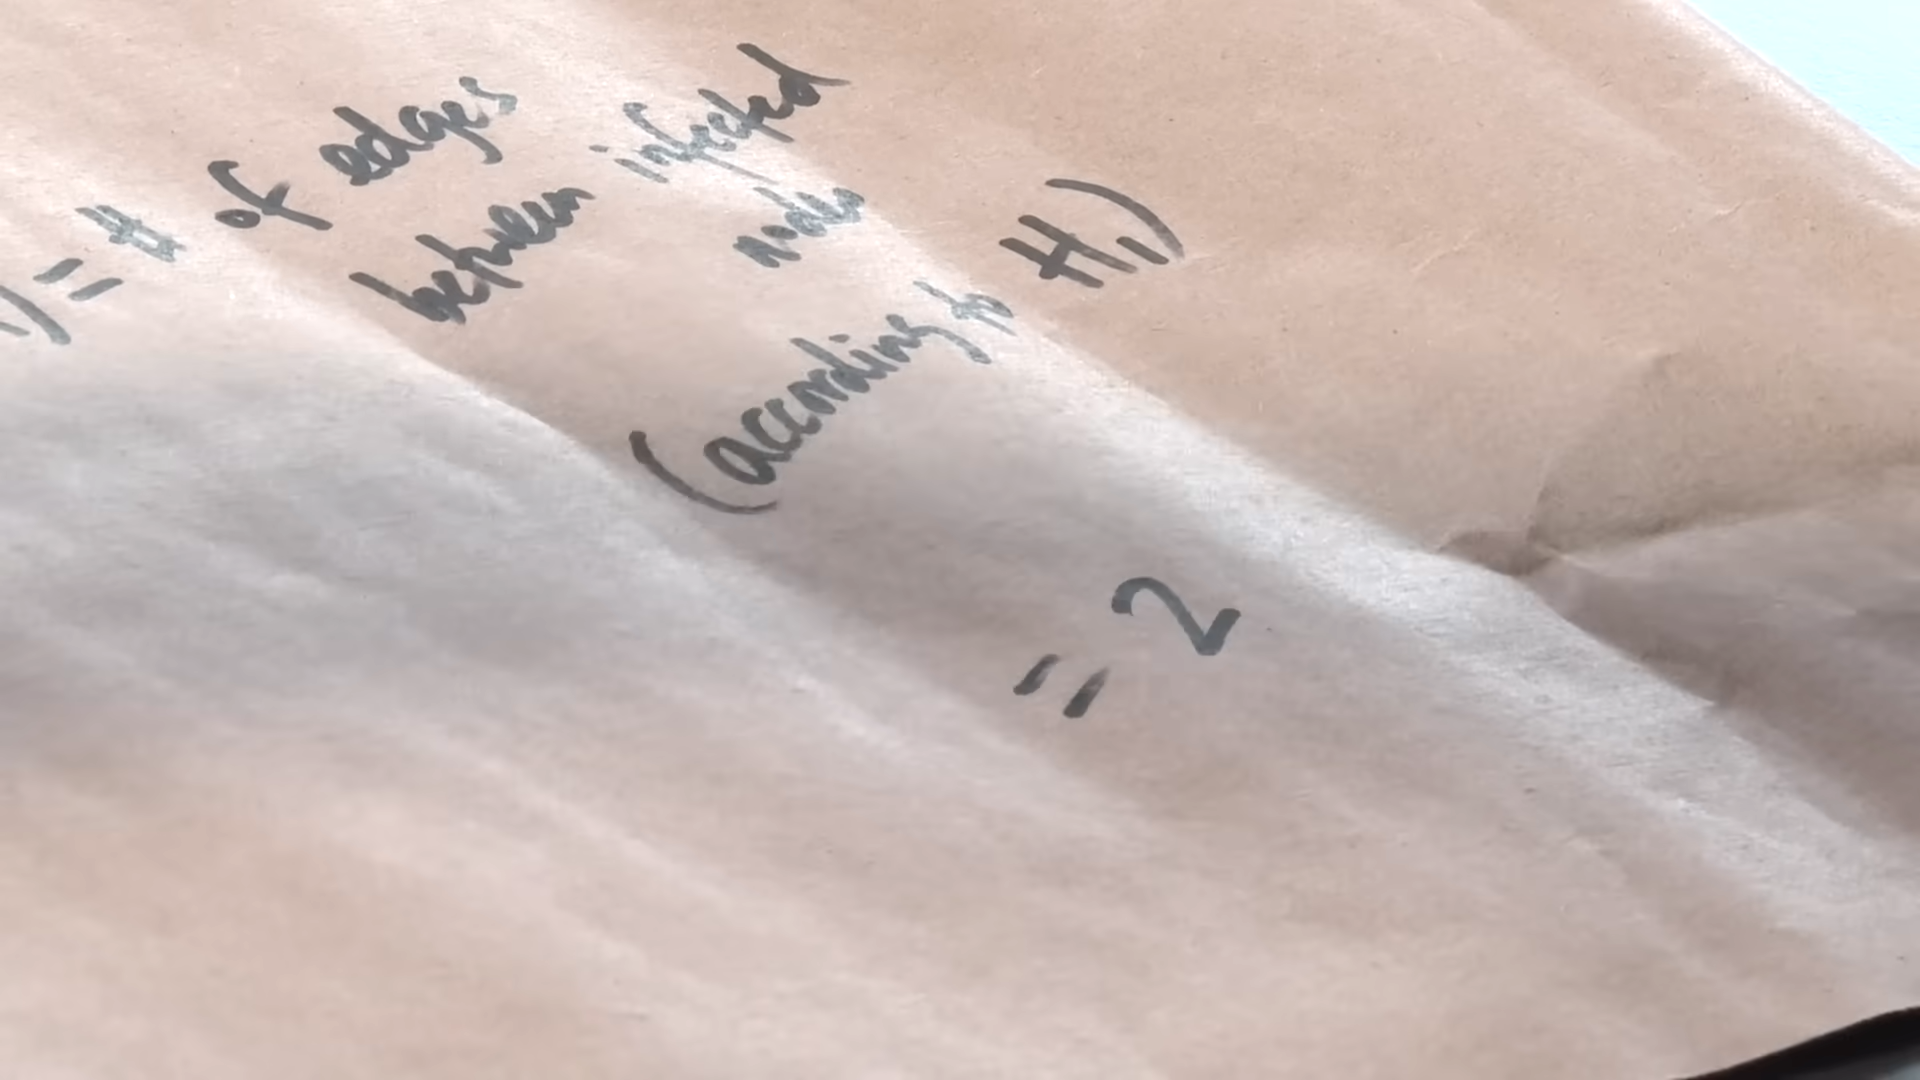 ) = # of edges
between infected
nodes
(according to H1)
= 2